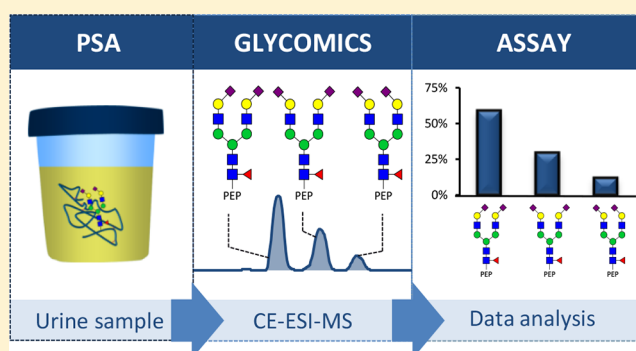 PSA
GLYCOMICS
ASSAY
PEP PEP PEP
75%
50%
25%
0%
PEP PEP PEP
Urine sample
CE-ESI-MS
Data analysis